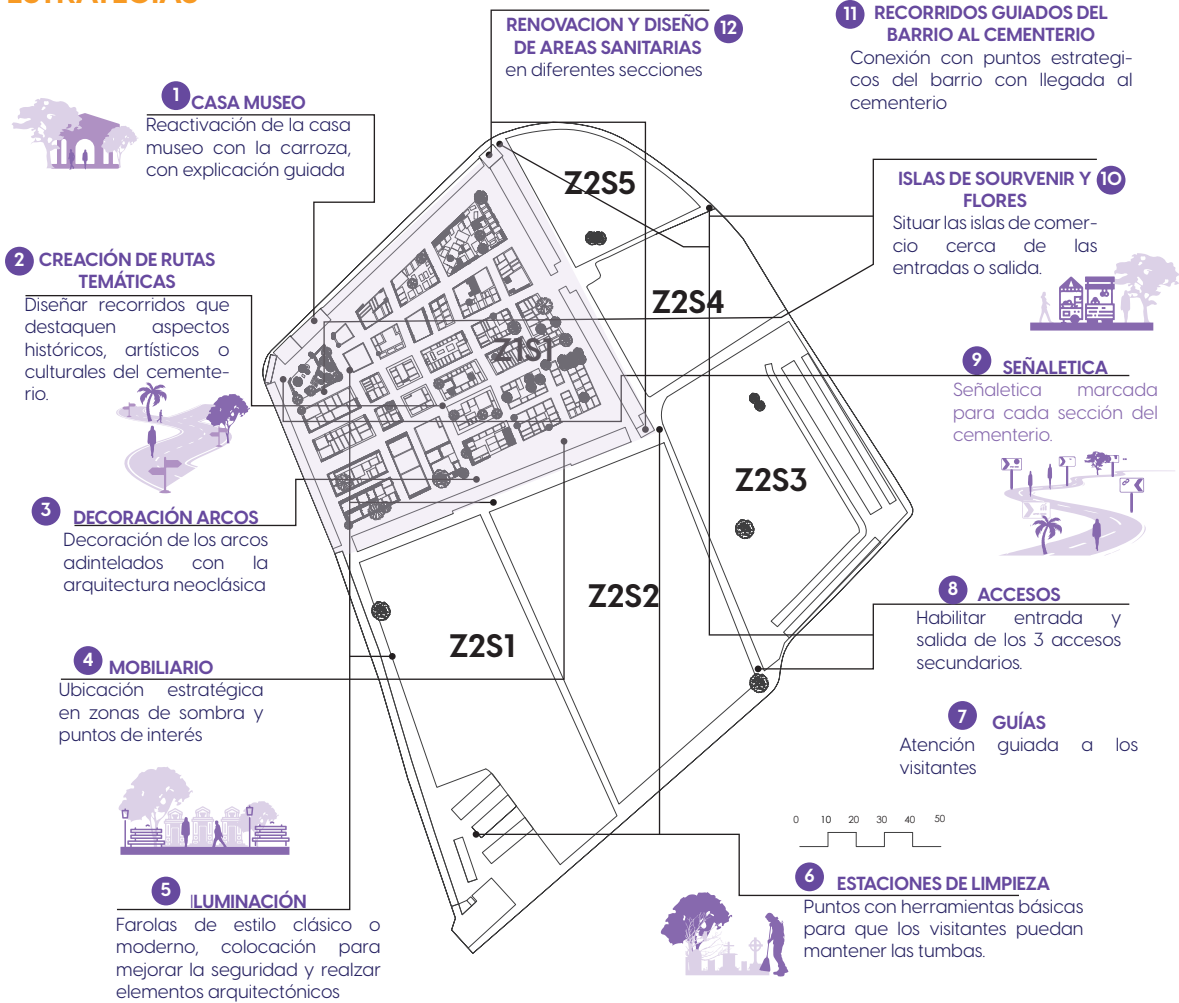 ESTRATEGIAS
1 CASA MUSEO
Reactivación de la casa
museo con la carroza,
con explicación guiada
2 CREACIÓN DE RUTAS
TEMÁTICAS
Diseñar recorridos que
destaquen aspectos
históricos, artísticos o
culturales del cemente-
rio.
3 DECORACIÓN ARCOS
Decoración de los arcos
adintelados con la
arquitectura neoclásica
4 MOBILIARIO
Ubicación estratégica
en zonas de sombra y
puntos de interés
5 ILUMINACIÓN
Farolas de estilo clásico o
moderno, colocación para
mejorar la seguridad y realzar
elementos arquitectónicos
RENOVACION Y DISEÑO 12
DE AREAS SANITARIAS
en diferentes secciones
11 RECORRIDOS GUIADOS DEL
BARRIO AL CEMENTERIO
Conexión con puntos estrategi-
cos del barrio con llegada al
cementerio
ISLAS DE SOURVENIR Y 10
FLORES
Situar las islas de comer-
cio cerca de las
entradas o salida.
9 SEÑALETICA
Señaletica marcada
para cada sección del
cementerio.
8 ACCESOS
Habilitar entrada y
salida de los 3 accesos
secundarios.
7 GUÍAS
Atención guiada a los
visitantes
0 10 20 30 40 50
6 ESTACIONES DE LIMPIEZA
Puntos con herramientas básicas
para que los visitantes puedan
mantener las tumbas.
Z2S5
Z2S4
Z1S1
Z2S3
Z2S2
Z2S1